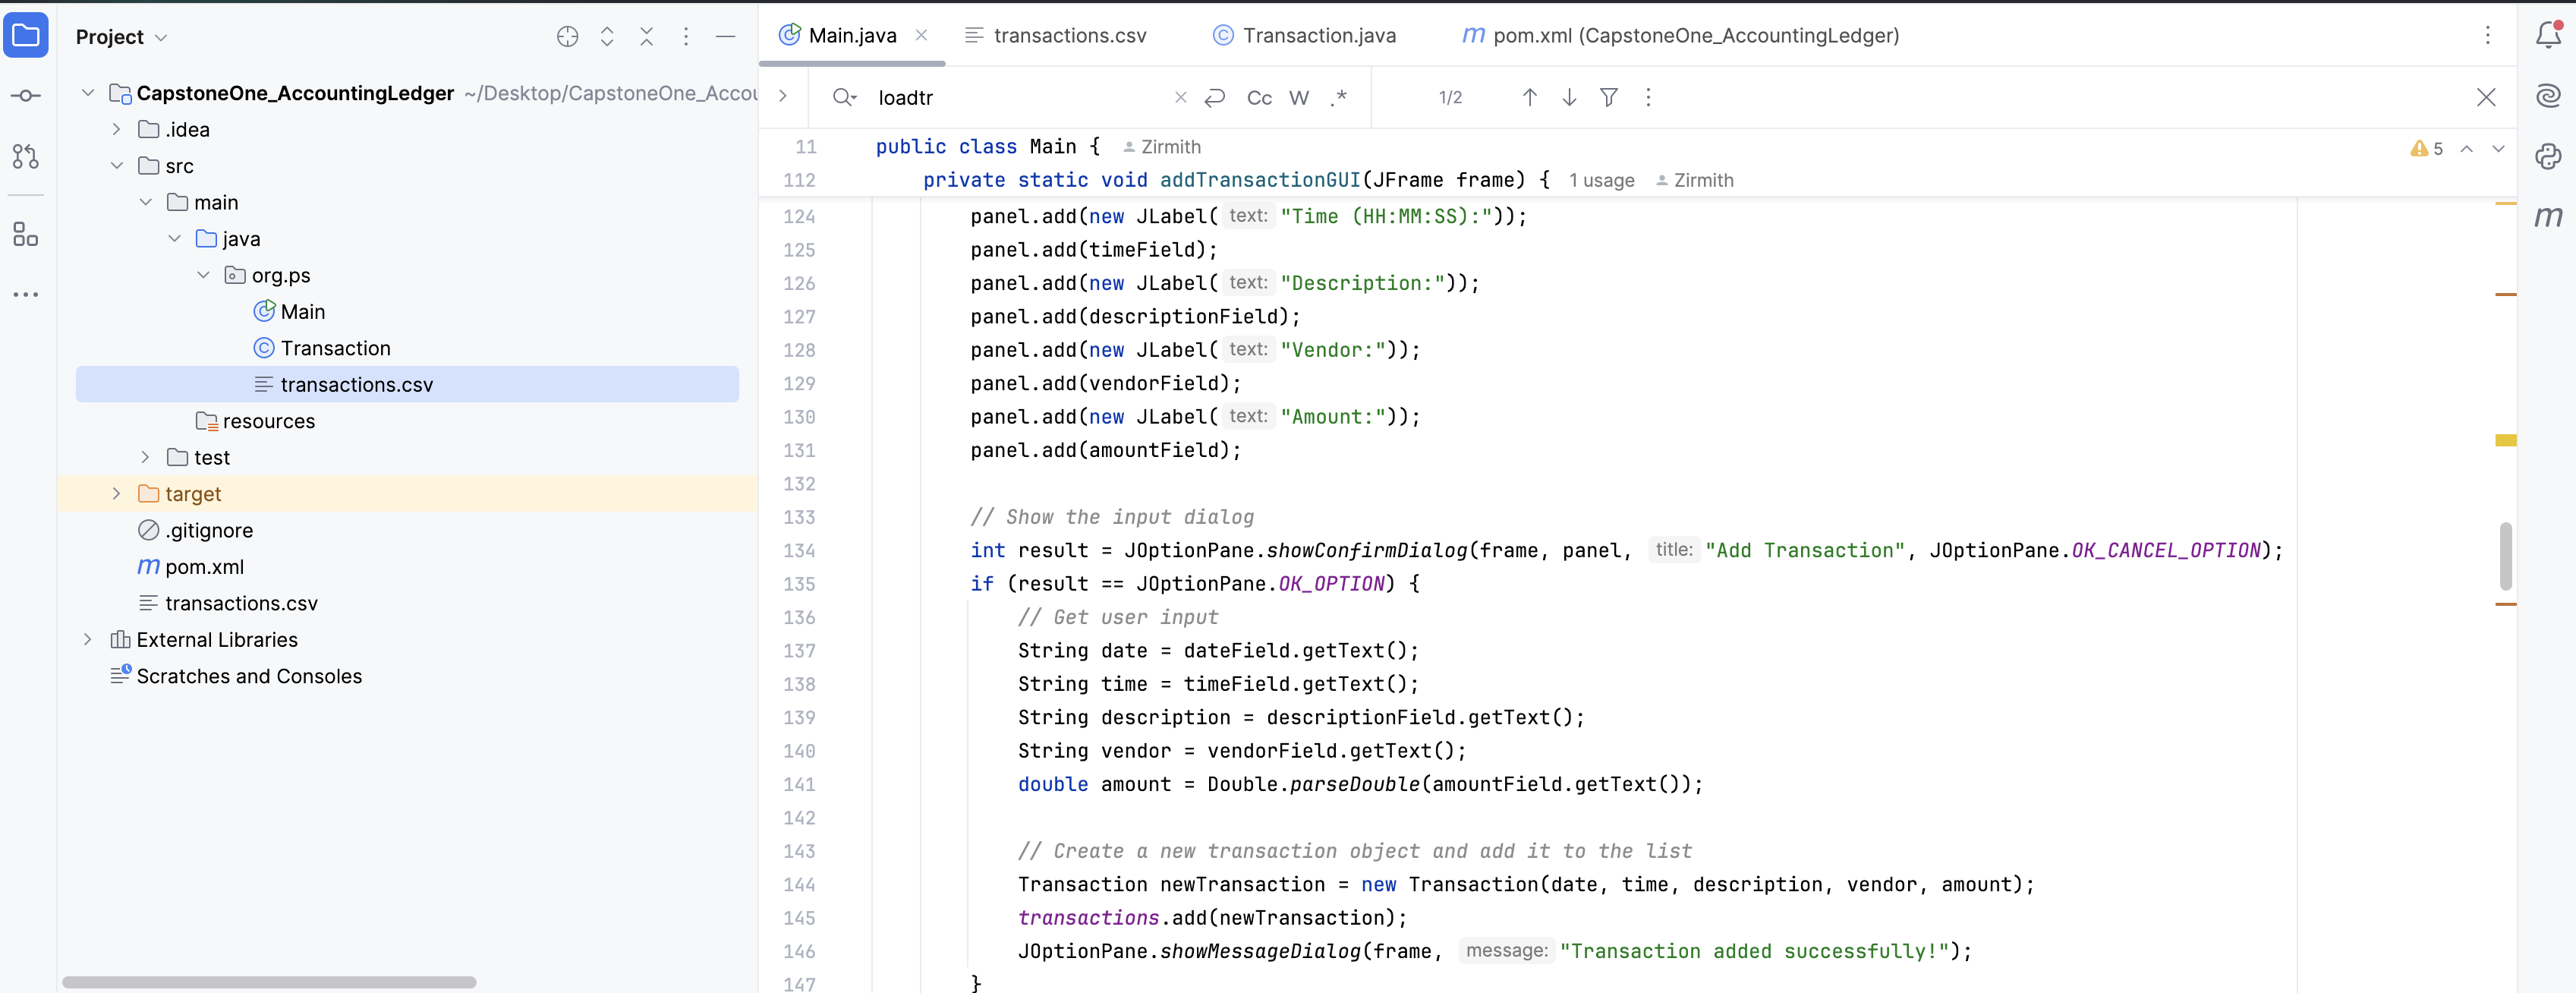 Project
Main.java
transactions.csv
Transaction.java
m pom.xml (CapstoneOne_AccountingLedger)
loadtr
Cc W .*
1/2
CapstoneOne_AccountingLedger ~/Desktop/CapstoneOne_Accou
.idea
src
main
java
org.ps
Main
Transaction
transactions.csv
resources
test
target
.gitignore
m pom.xml
transactions.csv
External Libraries
Scratches and Consoles
11 public class Main { Zirmith
5
112 private static void addTransactionGUI(JFrame frame) { 1 usage Zirmith
124 panel.add(new JLabel( text: "Time (HH:MM:SS):"));
125 panel.add(timeField);
126 panel.add(new JLabel( text: "Description:"));
127 panel.add(descriptionField);
128 panel.add(new JLabel( text: "Vendor:"));
129 panel.add(vendorField);
130 panel.add(new JLabel( text: "Amount:"));
131 panel.add(amountField);
132
133 // Show the input dialog
134 int result = JOptionPane.showConfirmDialog(frame, panel, title: "Add Transaction", JOptionPane.OK_CANCEL_OPTION);
135 if (result == JOptionPane.OK_OPTION) {
136 // Get user input
137 String date = dateField.getText();
138 String time = timeField.getText();
139 String description = descriptionField.getText();
140 String vendor = vendorField.getText();
141 double amount = Double.parseDouble(amountField.getText());
142
143 // Create a new transaction object and add it to the list
144 Transaction newTransaction = new Transaction(date, time, description, vendor, amount);
145 transactions.add(newTransaction);
146 JOptionPane.showMessageDialog(frame, message: "Transaction added successfully!");
147 }
m